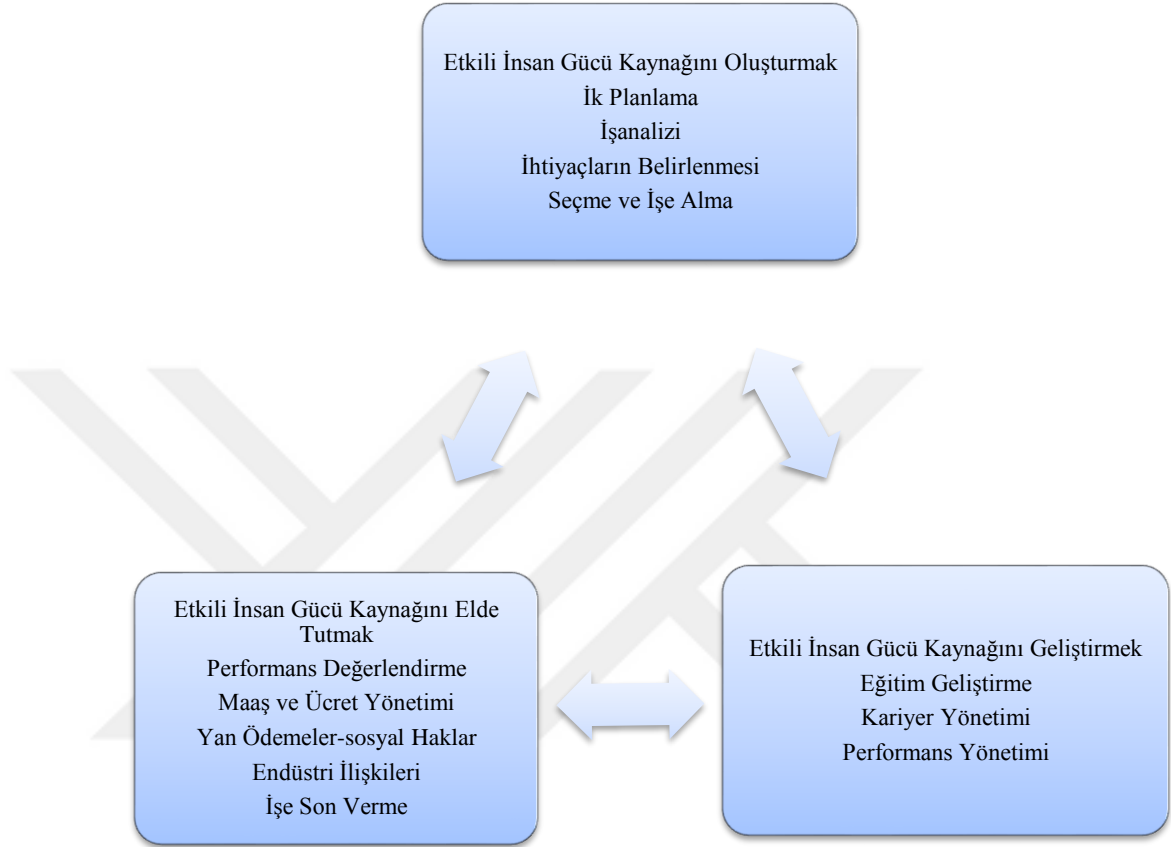 Etkili İnsan Gücü Kaynağını Oluşturmak
İk Planlama
İşanalizi
İhtiyaçların Belirlenmesi
Seçme ve İşe Alma
Etkili İnsan Gücü Kaynağını Elde
Tutmak
Performans Değerlendirme
Maaş ve Ücret Yönetimi
Yan Ödemeler-sosyal Haklar
Endüstri İlişkileri
İşe Son Verme
Etkili İnsan Gücü Kaynağını Geliştirmek
Eğitim Geliştirme
Kariyer Yönetimi
Performans Yönetimi